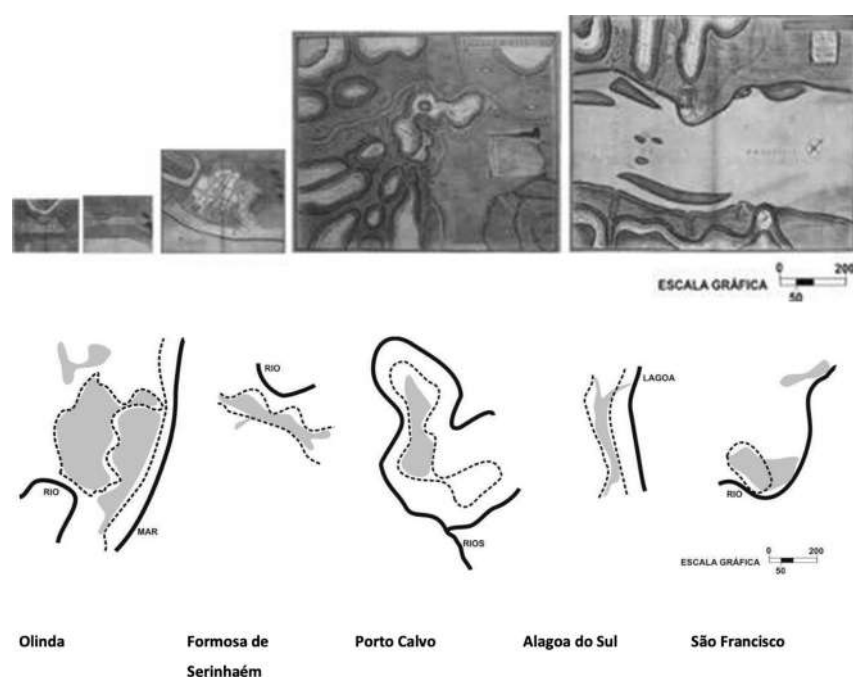 0 200
ESCALA GRÁFICA
50
RIO
MAR
RIO
RIOS
LAGOA
RIO
0 200
ESCALA GRÁFICA
50
Olinda
Formosa de
Serinhaém
Porto Calvo
Alagoa do Sul
São Francisco